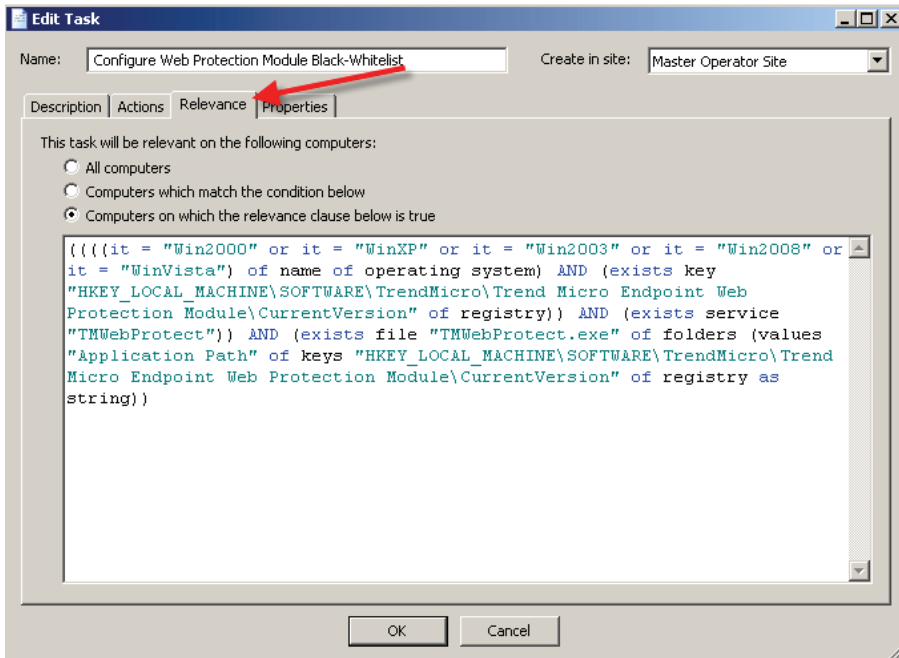 Edit Task
Name: Configure Web Protection Module Black-Whitelist Create in site: Master Operator Site
Description Actions Relevance Properties
This task will be relevant on the following computers:
All computers
Computers which match the condition below
Computers on which the relevance clause below is true
((((it = "Win2000" or it = "WinXP" or it = "Win2003" or it = "Win2008" or
it = "WinVista") of name of operating system) AND (exists key
"HKEY_LOCAL_MACHINE\SOFTWARE\TrendMicro\Trend Micro Endpoint Web
Protection Module\CurrentVersion" of registry)) AND (exists service
"TMWebProtect")) AND (exists file "TMWebProtect.exe" of folders (values
"Application Path" of keys "HKEY_LOCAL_MACHINE\SOFTWARE\TrendMicro\Trend
Micro Endpoint Web Protection Module\CurrentVersion" of registry as
string))
OK Cancel